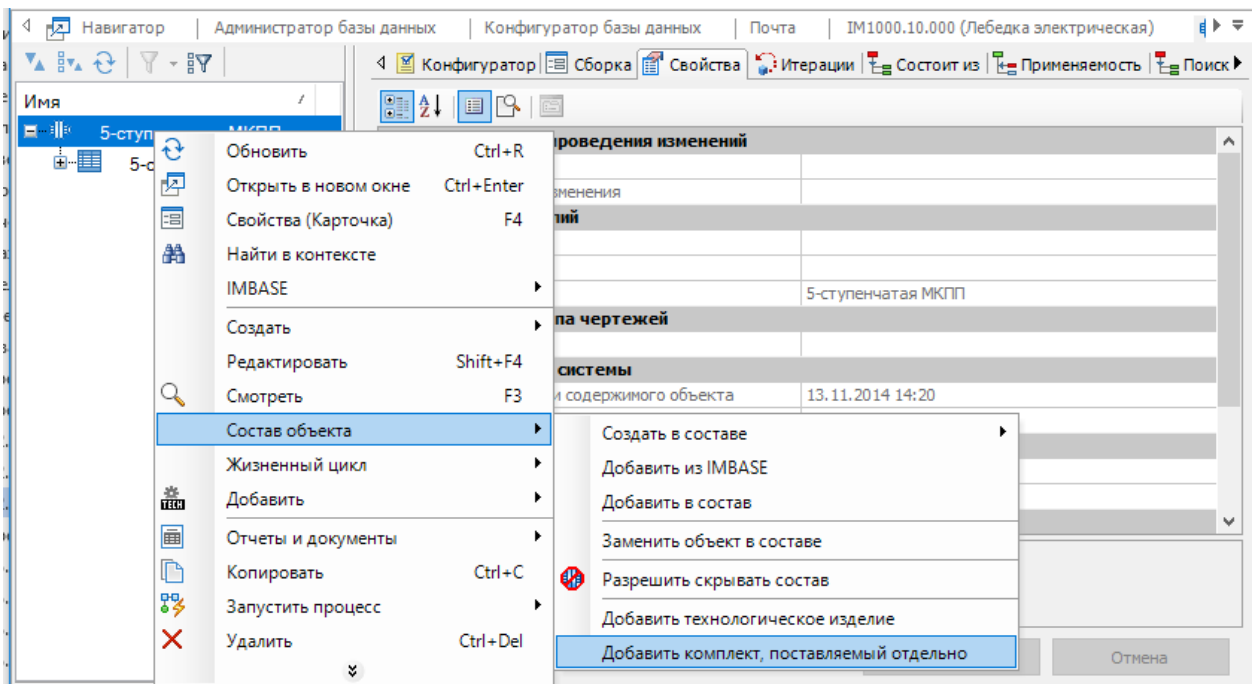 Навигатор Администратор базы данных Конфигуратор базы данных Почта IM1000.10.000 (Лебедка электрическая)
Конфигуратор Сборка Свойства Итерации Состоит из Применяемость Поиск
Имя
5-ступ МКПП
5-с
проведения изменений
зменения
лий
5-ступенчатая МКПП
па чертежей
системы
и содержимого объекта 13.11.2014 14:20
Обновить Ctrl+R
Открыть в новом окне Ctrl+Enter
Свойства (Карточка) F4
Найти в контексте
IMBASE
Создать
Редактировать Shift+F4
Смотреть F3
Состав объекта
Жизненный цикл
Добавить
Отчеты и документы
Копировать Ctrl+C
Запустить процесс
Удалить Ctrl+Del
Создать в составе
Добавить из IMBASE
Добавить в состав
Заменить объект в составе
Разрешить скрывать состав
Добавить технологическое изделие
Добавить комплект, поставляемый отдельно
Отмена